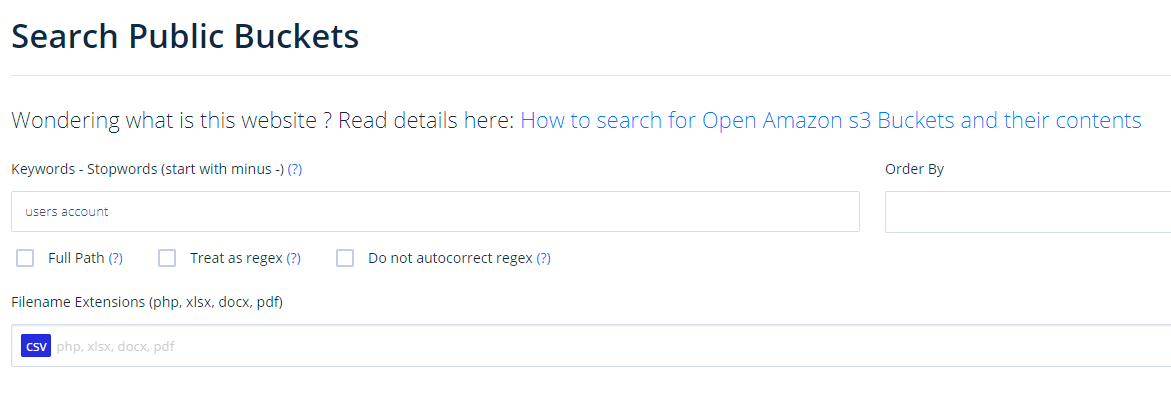 Search Public Buckets
Wondering what is this website ? Read details here: How to search for Open Amazon s3 Buckets and their contents
Keywords - Stopwords (start with minus -) (?)
Order By
users account
Full Path (?)
Treat as regex (?)
Do not autocorrect regex (?)
Filename Extensions (php, xlsx, docx, pdf)
csv php, xlsx, docx, pdf